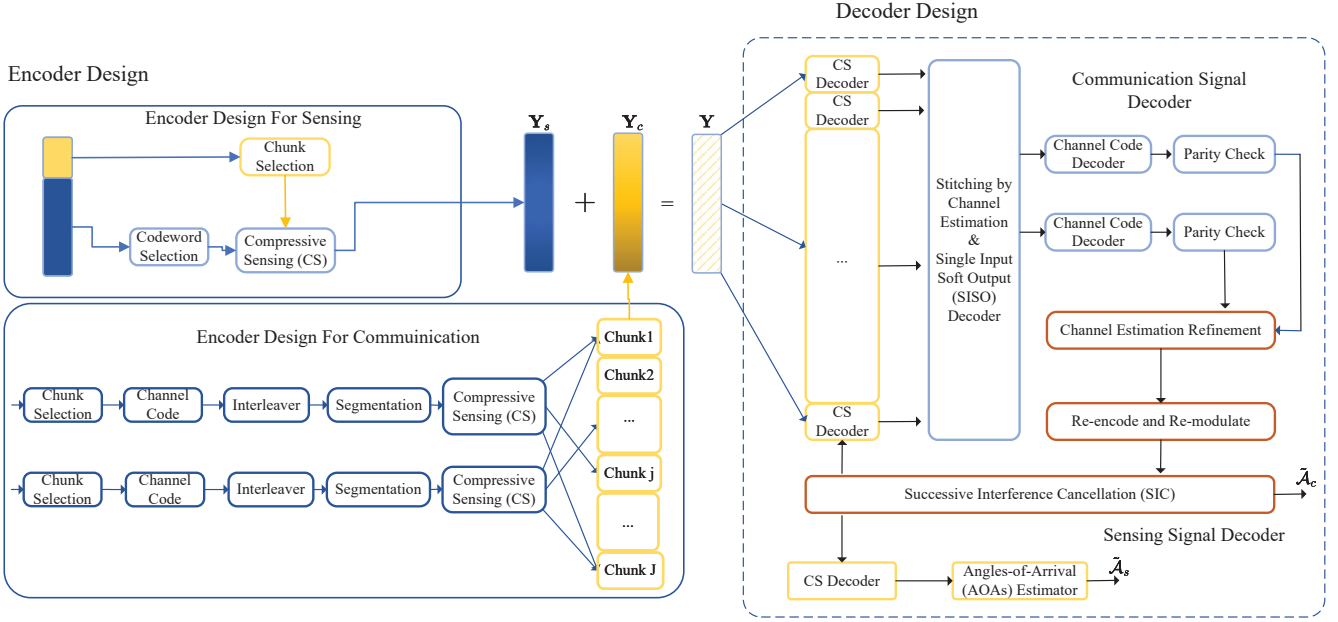 Decoder Design
Encoder Design
Encoder Design For Sensing
Chunk
Selection
Codeword
Selection
Compressive
Sensing (CS)
Y_s
+
Y_c
=
Y
Encoder Design For Commuinication
Chunk
Selection
Channel
Code
Interleaver
Segmentation
Compressive
Sensing (CS)
Chunk
Selection
Channel
Code
Interleaver
Segmentation
Compressive
Sensing (CS)
Chunk1
Chunk2
...
Chunk j
...
Chunk J
CS
Decoder
CS
Decoder
...
CS
Decoder
Stitching by
Channel
Estimation
&
Single Input
Soft Output
(SISO)
Decoder
Communication Signal
Decoder
Channel Code
Decoder
Parity Check
Channel Code
Decoder
Parity Check
Channel Estimation Refinement
Re-encode and Re-modulate
Successive Interference Cancellation (SIC)
Ã_c
Sensing Signal Decoder
CS Decoder
Angles-of-Arrival
(AOAs) Estimator
Ã_s